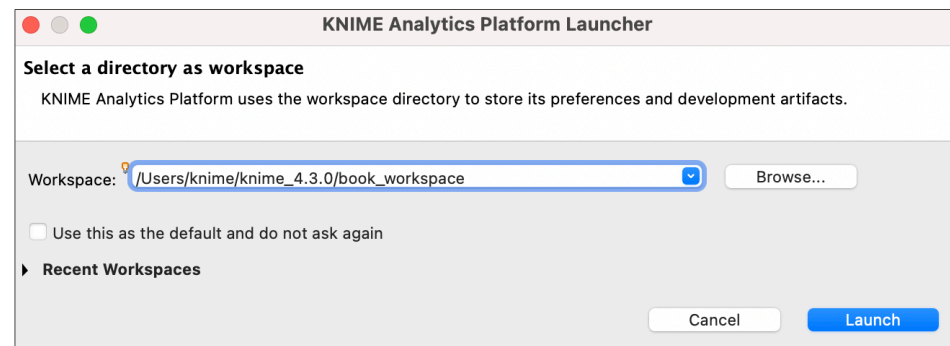 KNIME Analytics Platform Launcher
Select a directory as workspace
KNIME Analytics Platform uses the workspace directory to store its preferences and development artifacts.
Workspace: /Users/knime/knime_4.3.0/book_workspace Browse...
Use this as the default and do not ask again
Recent Workspaces
Cancel Launch